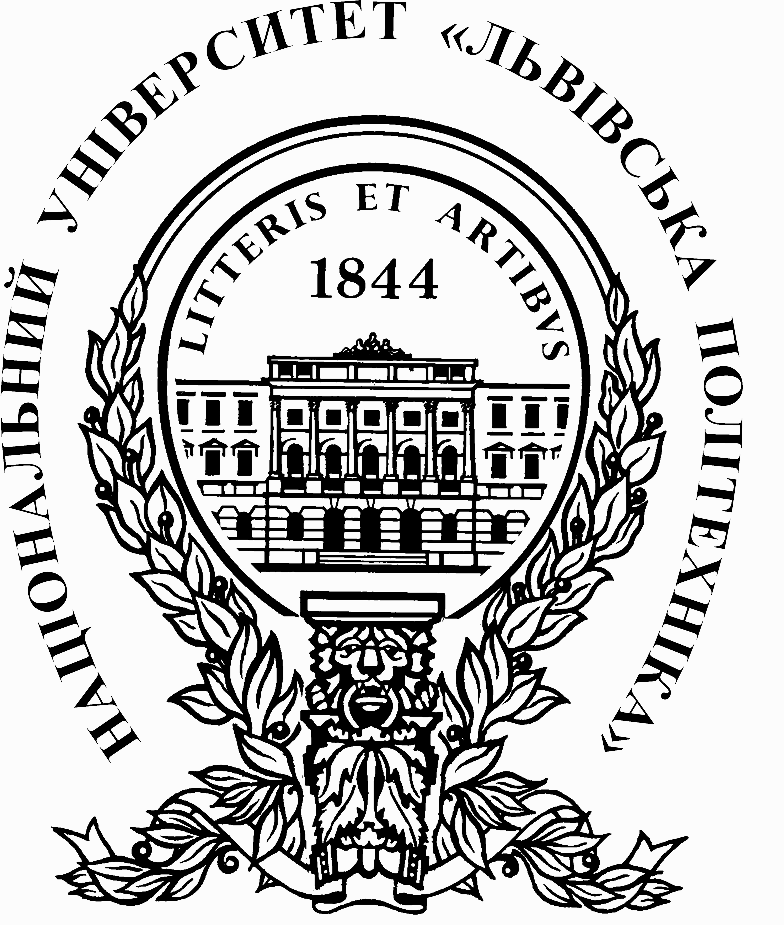 НАЦІОНАЛЬНИЙ УНІВЕРСИТЕТ «ЛЬВІВСЬКА ПОЛІТЕХНІКА»
LITTERIS ET ARTIBVS
1844